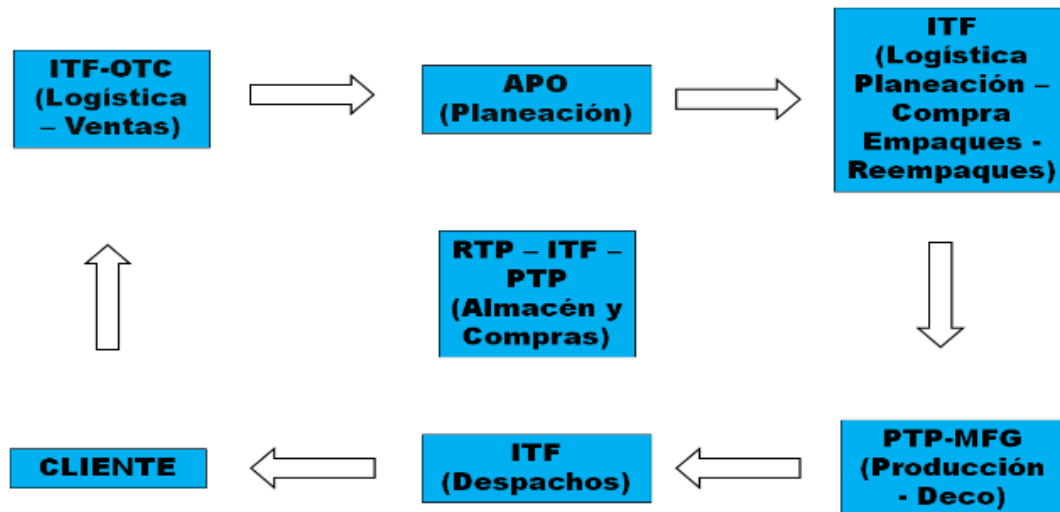 ITF-OTC
(Logística
– Ventas)
APO
(Planeación)
ITF
(Logística
Planeación –
Compra
Empaques -
Reempaques)
RTP – ITF –
PTP
(Almacén y
Compras)
CLIENTE
ITF
(Despachos)
PTP-MFG
(Producción
- Deco)